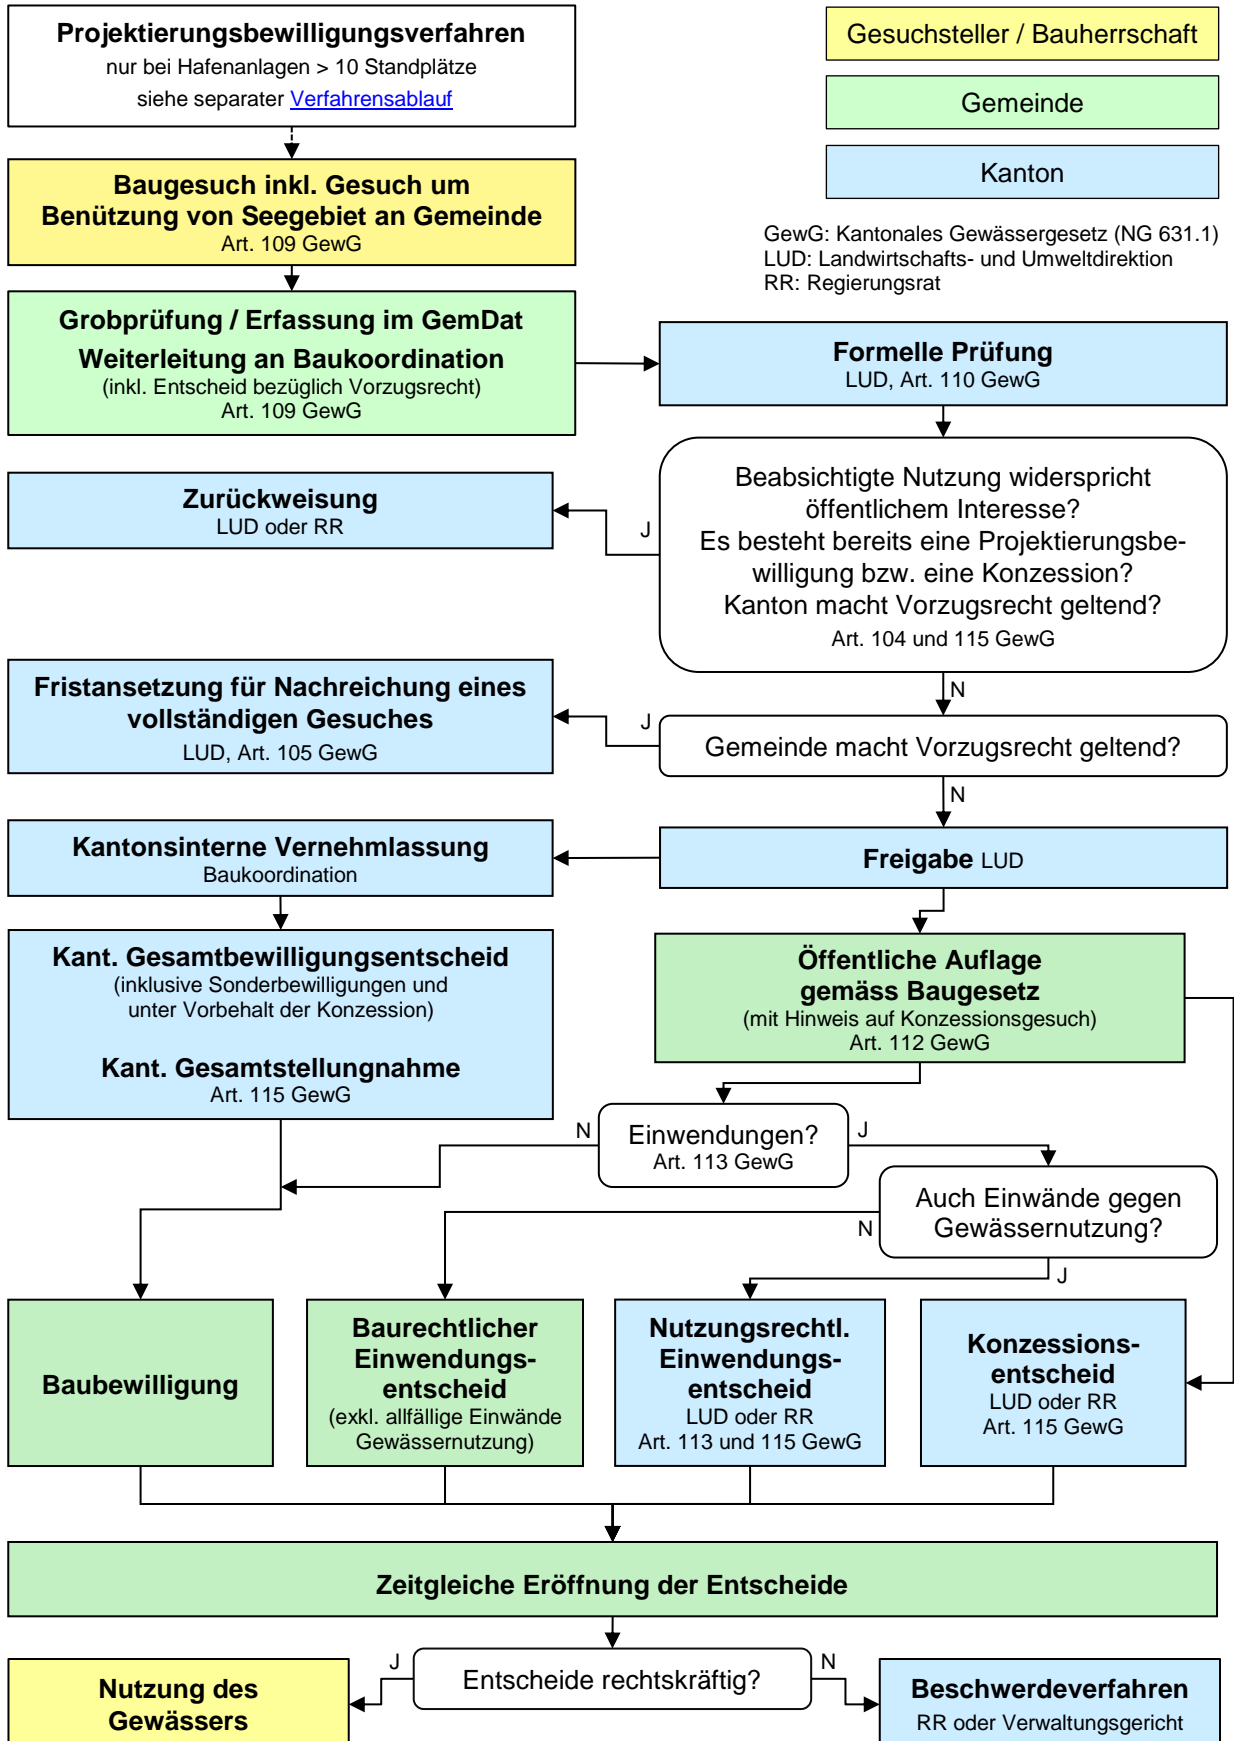 Projektierungsbewilligungsverfahren
nur bei Hafenanlagen > 10 Standplätze
siehe separater Verfahrensablauf
Gesuchsteller / Bauherrschaft
Gemeinde
Kanton
GewG: Kantonales Gewässergesetz (NG 631.1)
LUD: Landwirtschafts- und Umweltdirektion
RR: Regierungsrat
Baugesuch inkl. Gesuch um
Benützung von Seegebiet an Gemeinde
Art. 109 GewG
Grobprüfung / Erfassung im GemDat
Weiterleitung an Baukoordination
(inkl. Entscheid bezüglich Vorzugsrecht)
Art. 109 GewG
Formelle Prüfung
LUD, Art. 110 GewG
Beabsichtigte Nutzung widerspricht
öffentlichem Interesse?
Es besteht bereits eine Projektierungsbe-
willigung bzw. eine Konzession?
Kanton macht Vorzugsrecht geltend?
Art. 104 und 115 GewG
J
Zurückweisung
LUD oder RR
N
Gemeinde macht Vorzugsrecht geltend?
J
Fristansetzung für Nachreichung eines
vollständigen Gesuches
LUD, Art. 105 GewG
N
Freigabe LUD
Kantonsinterne Vernehmlassung
Baukoordination
Kant. Gesamtbewilligungsentscheid
(inklusive Sonderbewilligungen und
unter Vorbehalt der Konzession)
Kant. Gesamtstellungnahme
Art. 115 GewG
Öffentliche Auflage
gemäss Baugesetz
(mit Hinweis auf Konzessionsgesuch)
Art. 112 GewG
N
Einwendungen?
Art. 113 GewG
J
Auch Einwände gegen
Gewässernutzung?
N
J
Baubewilligung
Baurechtlicher
Einwendungs-
entscheid
(exkl. allfällige Einwände
Gewässernutzung)
Nutzungsrechtl.
Einwendungs-
entscheid
LUD oder RR
Art. 113 und 115 GewG
Konzessions-
entscheid
LUD oder RR
Art. 115 GewG
Zeitgleiche Eröffnung der Entscheide
J
Entscheide rechtskräftig?
N
Nutzung des
Gewässers
Beschwerdeverfahren
RR oder Verwaltungsgericht